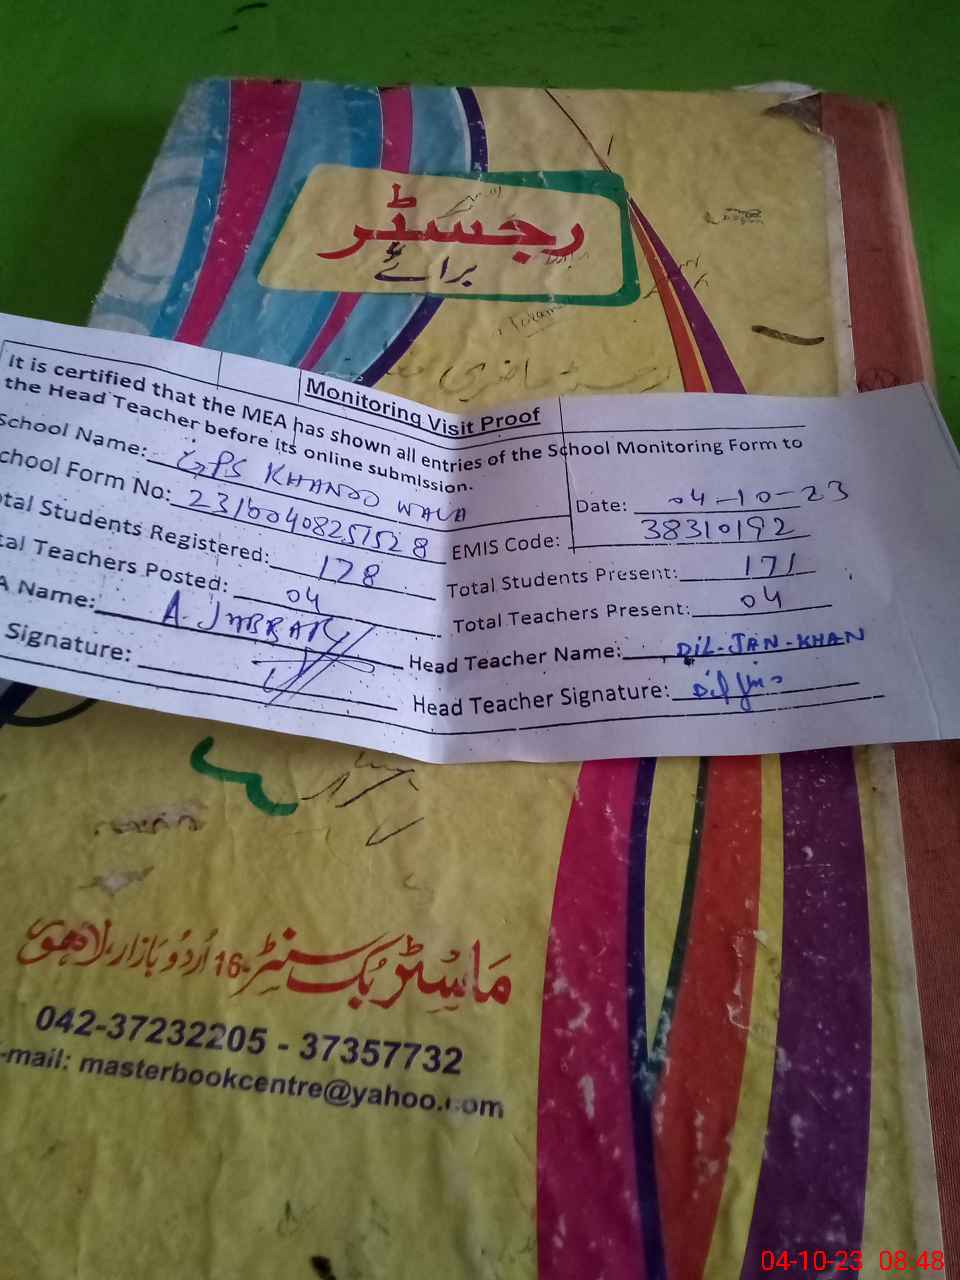 رجسٹر
برائے
Monitoring Visit Proof
It is certified that the MEA has shown all entries of the School Monitoring Form to
the Head Teacher before its online submission.
School Name: GPS KHANOO WALA
Date: 04-10-23
chool Form No: 23160408251528
EMIS Code: 38310192
otal Students Registered: 178
Total Students Present: 171
tal Teachers Posted: 04
Total Teachers Present: 04
A Name: A. JABBAR
Head Teacher Name: DIL-JAN-KHAN
Signature:
Head Teacher Signature:
ماسٹر بک سنٹر 16- اُردُو بازار لاہور
042-37232205 - 37357732
-mail: masterbookcentre@yahoo.com
04-10-23 08:48